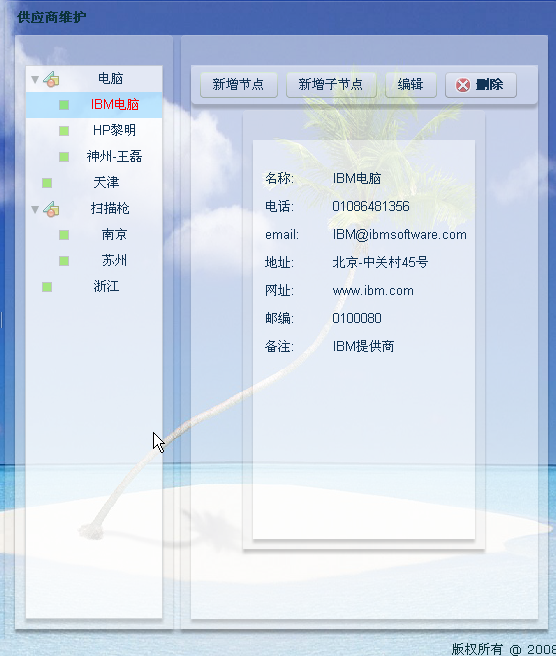 供应商维护
电脑
IBM电脑
HP黎明
神州-王磊
天津
扫描枪
南京
苏州
浙江
新增节点 新增子节点 编辑 删除
名称: IBM电脑
电话: 01086481356
email: IBM@ibmsoftware.com
地址: 北京-中关村45号
网址: www.ibm.com
邮编: 0100080
备注: IBM提供商
版权所有 @ 2008